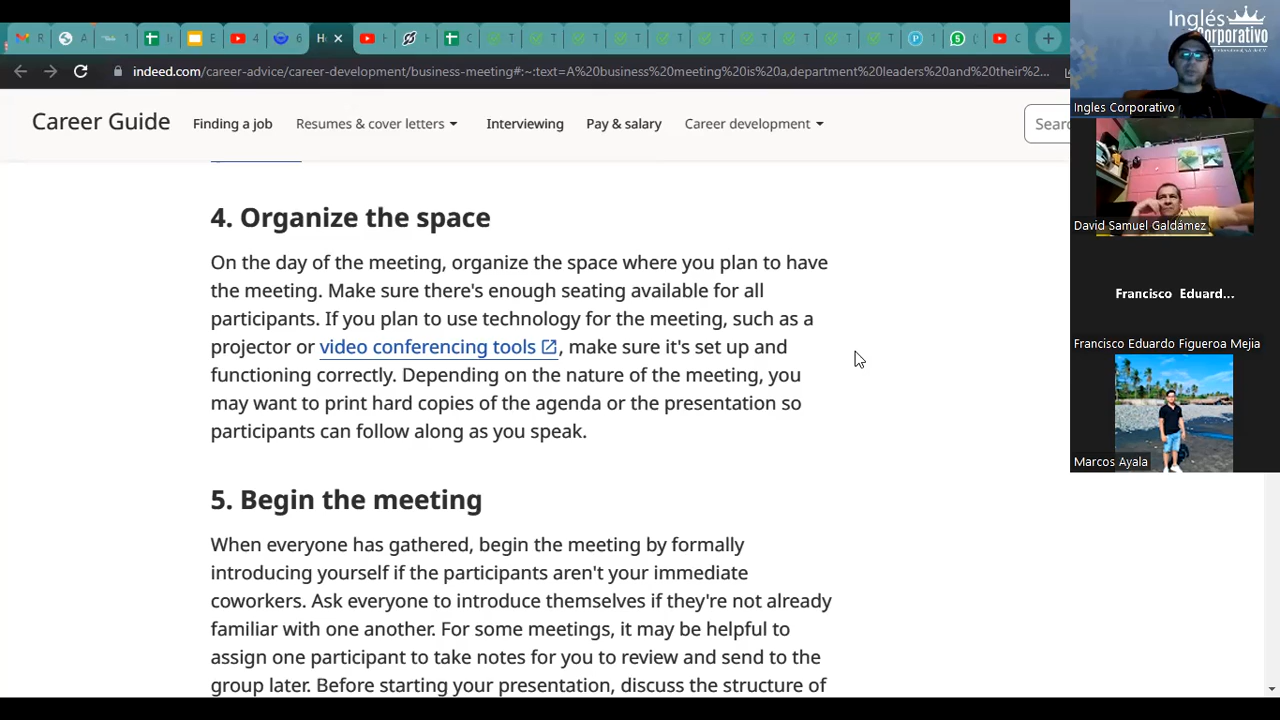 R
A
4
6
H
H
C
T
T
T
T
T
T
T
T
T
T
P
1
5
(
C
indeed.com/career-advice/career-development/business-meeting#:~:text=A%20business%20meeting%20is%20a,department%20leaders%20and%20their%20...
Career Guide
Finding a job
Resumes & cover letters
Interviewing
Pay & salary
Career development
Sear
4. Organize the space
On the day of the meeting, organize the space where you plan to have
the meeting. Make sure there's enough seating available for all
participants. If you plan to use technology for the meeting, such as a
projector or video conferencing tools, make sure it's set up and
functioning correctly. Depending on the nature of the meeting, you
may want to print hard copies of the agenda or the presentation so
participants can follow along as you speak.
5. Begin the meeting
When everyone has gathered, begin the meeting by formally
introducing yourself if the participants aren't your immediate
coworkers. Ask everyone to introduce themselves if they're not already
familiar with one another. For some meetings, it may be helpful to
assign one participant to take notes for you to review and send to the
group later. Before starting your presentation, discuss the structure of
Inglés
Corporativo
Ingles Corporativo
David Samuel Galdámez
Francisco Eduard...
Francisco Eduardo Figueroa Mejia
Marcos Ayala